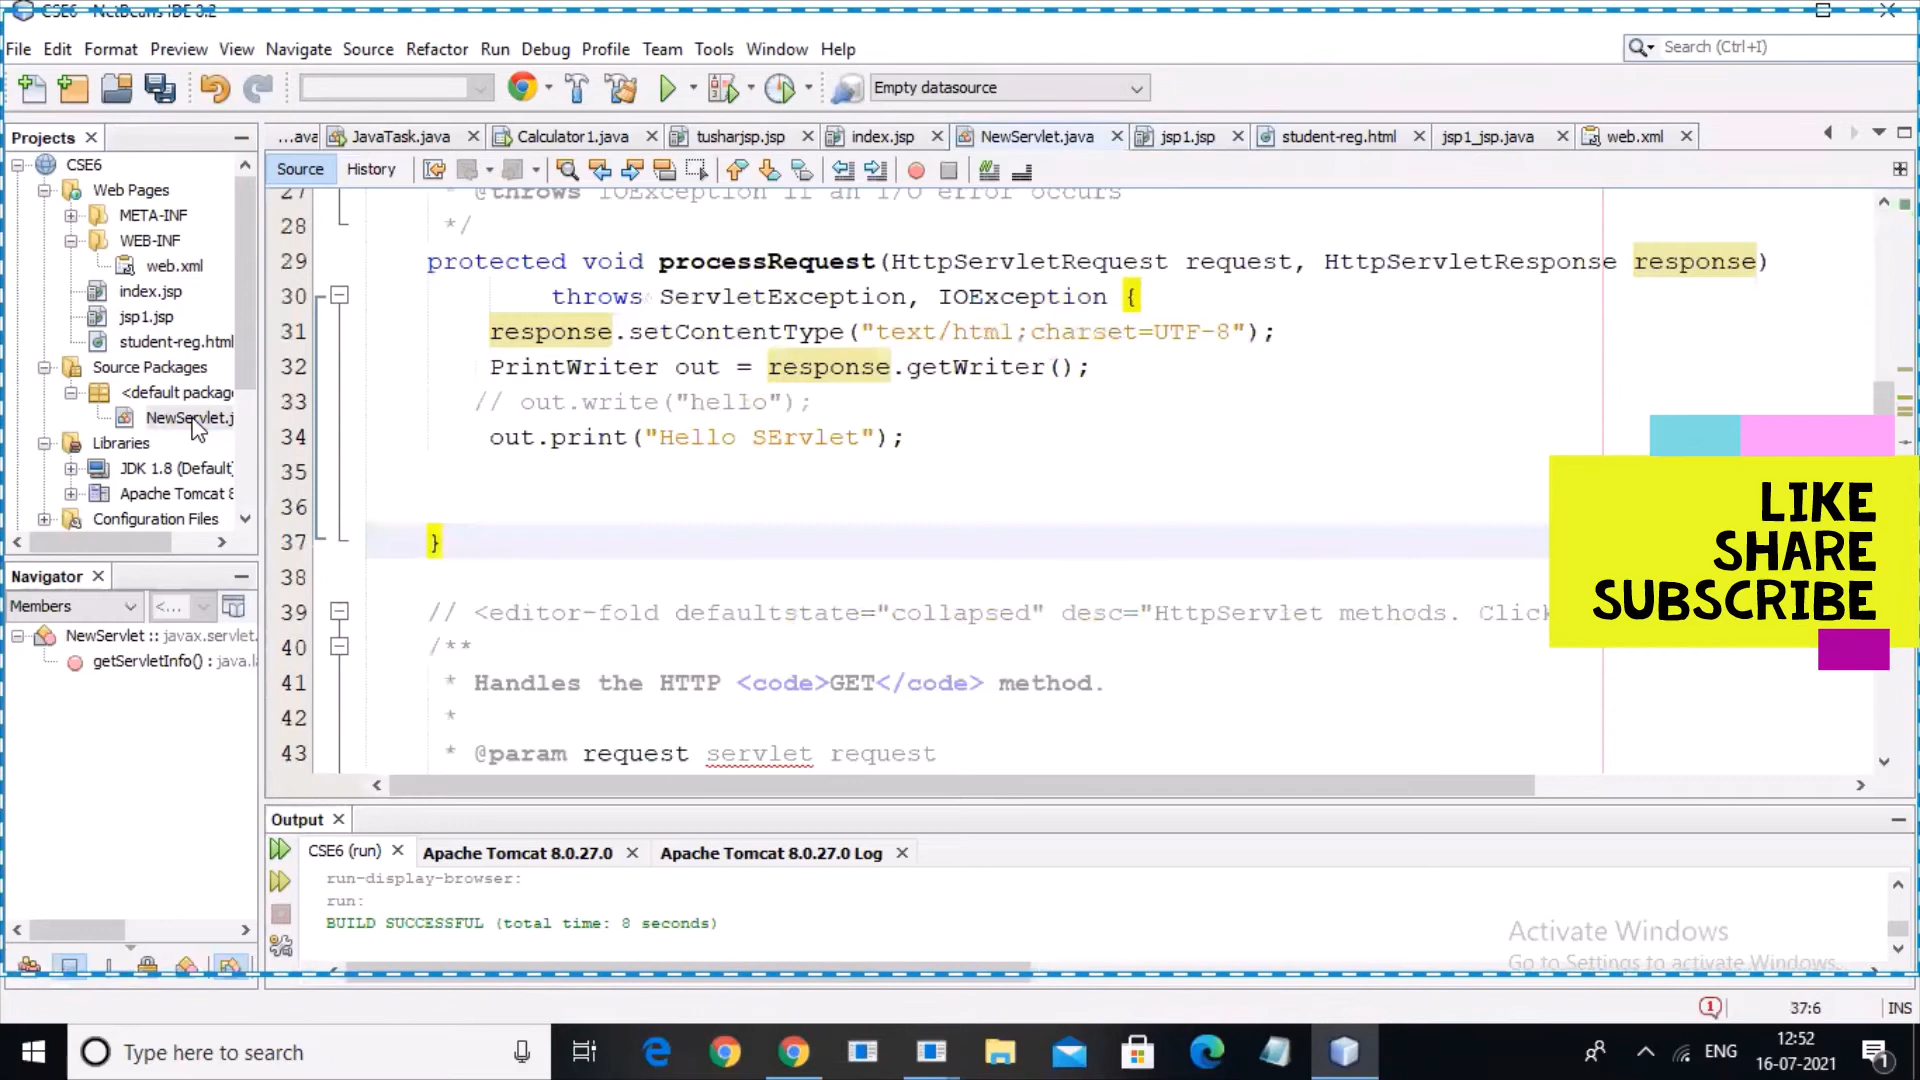 CSE6 - NetBeans IDE 8.2
File Edit Format Preview View Navigate Source Refactor Run Debug Profile Team Tools Window Help
Search (Ctrl+I)
Empty datasource
Projects
...ava JavaTask.java Calculator1.java tusharjsp.jsp index.jsp NewServlet.java jsp1.jsp student-reg.html jsp1_jsp.java web.xml
Source History
CSE6
Web Pages
META-INF
WEB-INF
web.xml
index.jsp
jsp1.jsp
student-reg.html
Source Packages
<default packag
NewServlet.j
Libraries
JDK 1.8 (Default)
Apache Tomcat 8
Configuration Files
27 * @throws IOException if an I/O error occurs
28 */
29 protected void processRequest(HttpServletRequest request, HttpServletResponse response)
30 throws ServletException, IOException {
31 response.setContentType("text/html;charset=UTF-8");
32 PrintWriter out = response.getWriter();
33 // out.write("hello");
34 out.print("Hello SErvlet");
35
36
37 }
38
39 // <editor-fold defaultstate="collapsed" desc="HttpServlet methods. Click
40 /**
41 * Handles the HTTP <code>GET</code> method.
42 *
43 * @param request servlet request
LIKE
SHARE
SUBSCRIBE
Navigator
Members <...
NewServlet :: javax.servlet.
getServletInfo() : java.l
Output
CSE6 (run) Apache Tomcat 8.0.27.0 Apache Tomcat 8.0.27.0 Log
run-display-browser:
run:
BUILD SUCCESSFUL (total time: 8 seconds)
Activate Windows
Go to Settings to activate Windows.
1 37:6 INS
Type here to search
ENG
12:52
16-07-2021
1